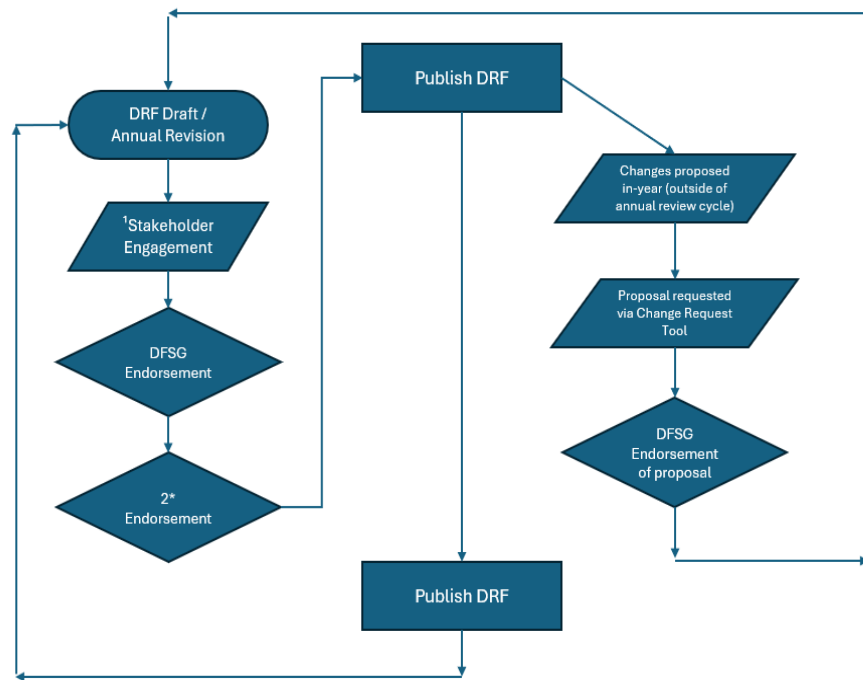 DRF Draft /
Annual Revision
¹Stakeholder
Engagement
DFSG
Endorsement
2*
Endorsement
Publish DRF
Publish DRF
Changes proposed
in-year (outside of
annual review cycle)
Proposal requested
via Change Request
Tool
DFSG
Endorsement
of proposal